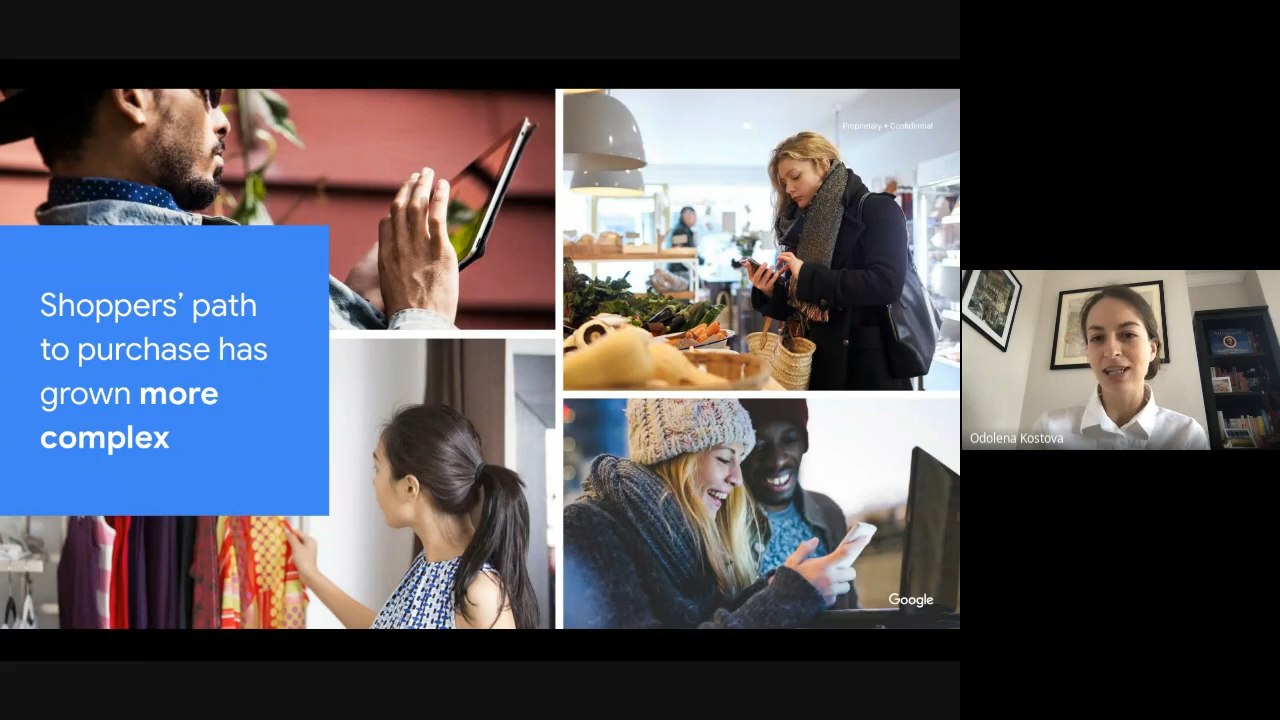 Proprietary + Confidential
Shoppers’ path
to purchase has
grown more
complex
Google
Odolena Kostova